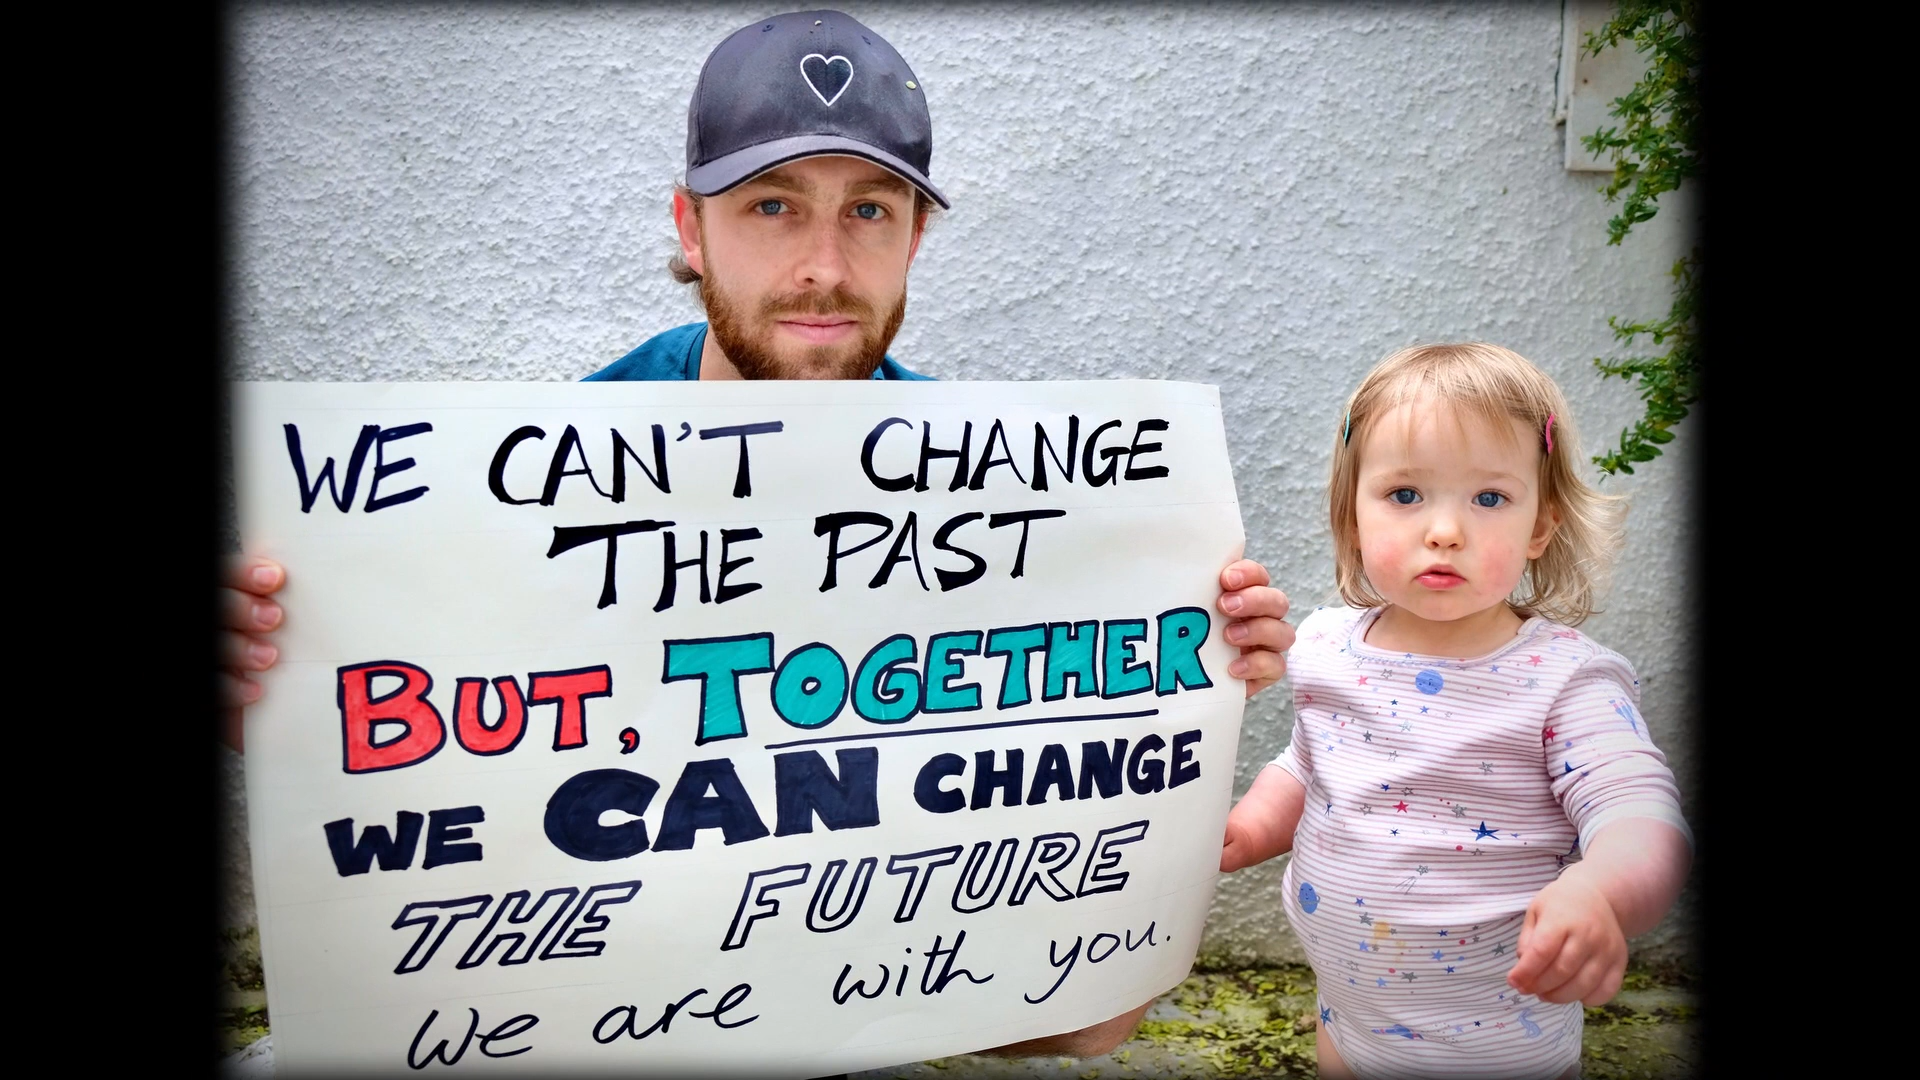 WE CAN'T CHANGE
THE PAST
BUT, TOGETHER
WE CAN CHANGE
THE FUTURE
we are with you.